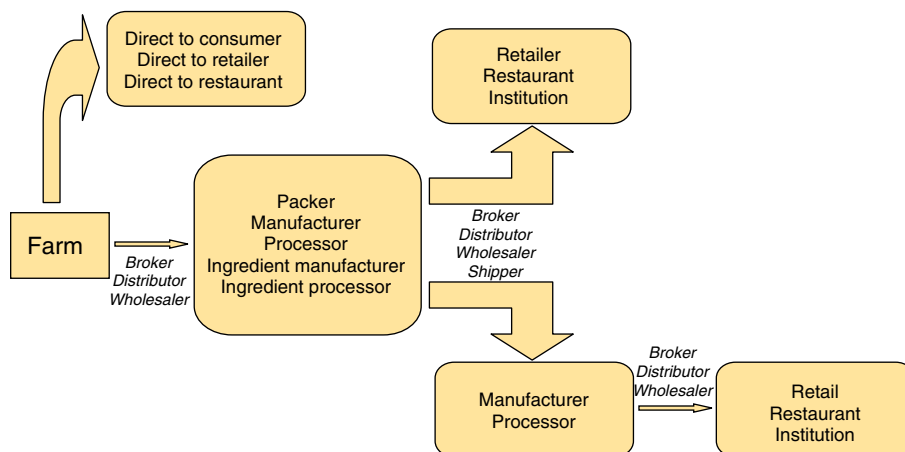 Direct to consumer
Direct to retailer
Direct to restaurant
Retailer
Restaurant
Institution
Farm
Broker
Distributor
Wholesaler
Packer
Manufacturer
Processor
Ingredient manufacturer
Ingredient processor
Broker
Distributor
Wholesaler
Shipper
Manufacturer
Processor
Broker
Distributor
Wholesaler
Retail
Restaurant
Institution